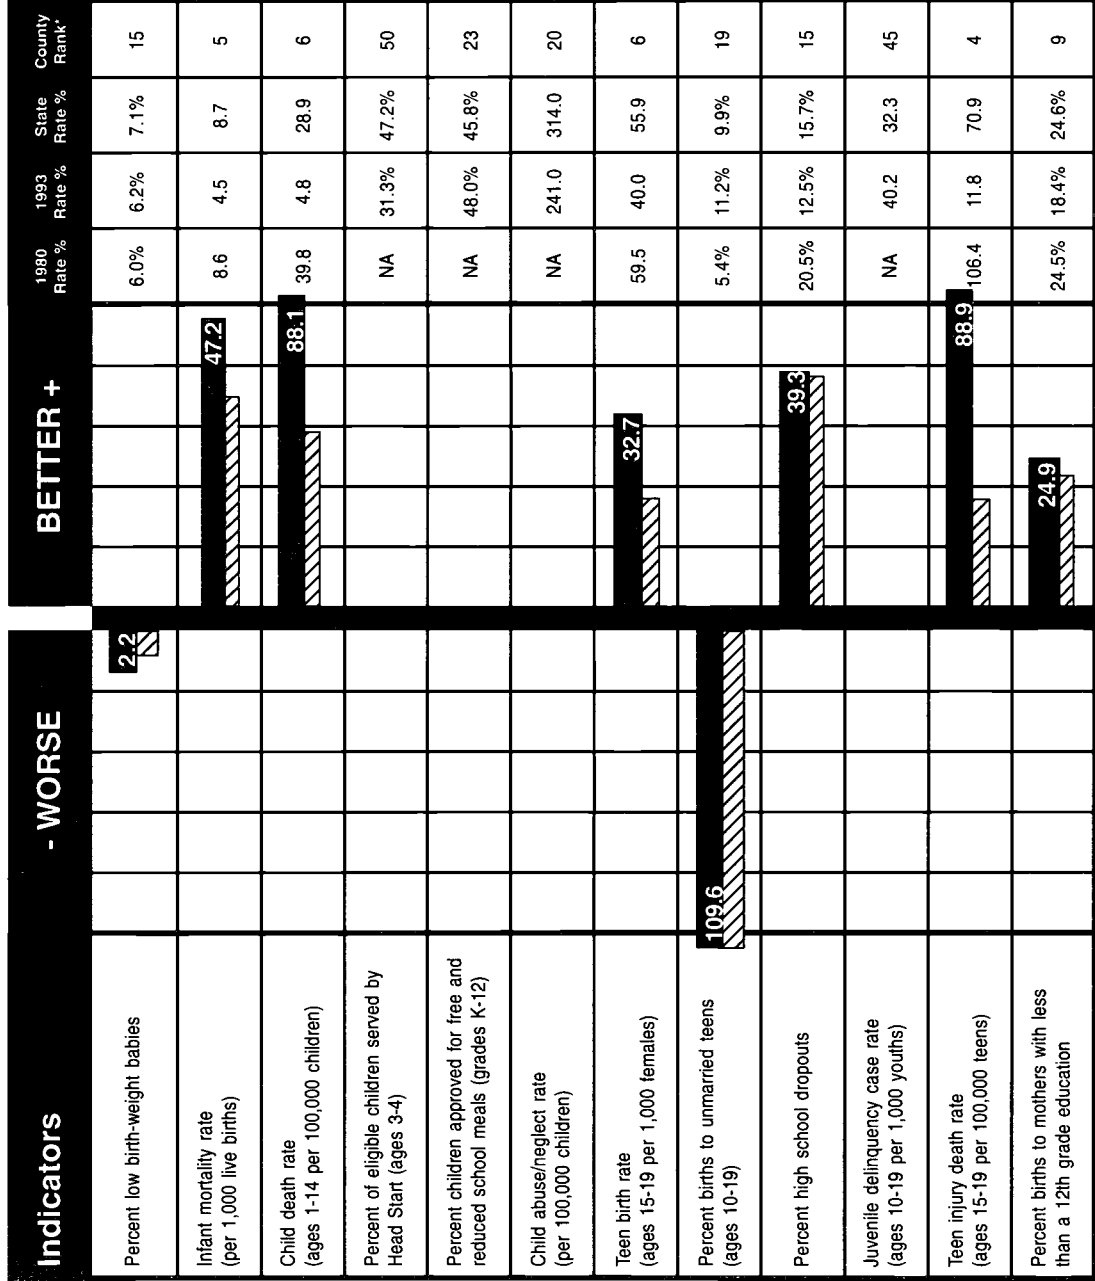 Indicators - WORSE BETTER + 1980 Rate % 1993 Rate % State Rate % County Rank*
Percent low birth-weight babies 2.2 6.0% 6.2% 7.1% 15
Infant mortality rate
(per 1,000 live births) 47.2 8.6 4.5 8.7 5
Child death rate
(ages 1-14 per 100,000 children) 88.1 39.8 4.8 28.9 6
Percent of eligible children served by
Head Start (ages 3-4) NA 31.3% 47.2% 50
Percent children approved for free and
reduced school meals (grades K-12) NA 48.0% 45.8% 23
Child abuse/neglect rate
(per 100,000 children) NA 241.0 314.0 20
Teen birth rate
(ages 15-19 per 1,000 females) 32.7 59.5 40.0 55.9 6
Percent births to unmarried teens
(ages 10-19) 109.6 5.4% 11.2% 9.9% 19
Percent high school dropouts 39.3 20.5% 12.5% 15.7% 15
Juvenile delinquency case rate
(ages 10-19 per 1,000 youths) NA 40.2 32.3 45
Teen injury death rate
(ages 15-19 per 100,000 teens) 88.9 106.4 11.8 70.9 4
Percent births to mothers with less
than a 12th grade education 24.9 24.5% 18.4% 24.6% 9